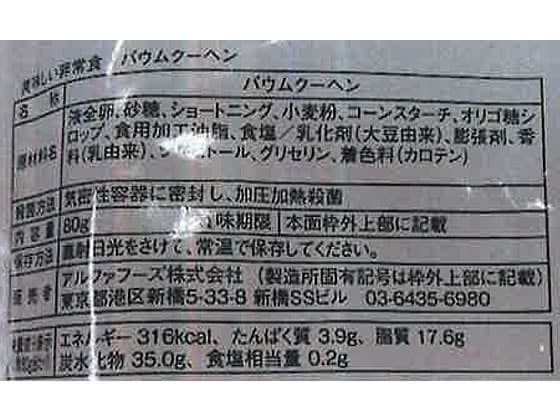 美味しい非常食 バウムクーヘン
名称 バウムクーヘン
原材料名 液全卵、砂糖、ショートニング、小麦粉、コーンスターチ、オリゴ糖シ
ロップ、食用加工油脂、食塩/乳化剤(大豆由来)、膨張剤、香
料(乳由来)、トール、グリセリン、着色料(カロテン)
殺菌方法 気密性容器に密封し、加圧加熱殺菌
内容量 80g 味期限 本面枠外上部に記載
保存方法 直射日光をさけて、常温で保存してください。
販売者 アルファフーズ株式会社 (製造所固有記号は枠外上部に記載)
東京都港区新橋5-33-8 新橋SSビル 03-6435-6980
エネルギー 316kcal、たんぱく質 3.9g、脂質 17.6g
炭水化物 35.0g、食塩相当量 0.2g